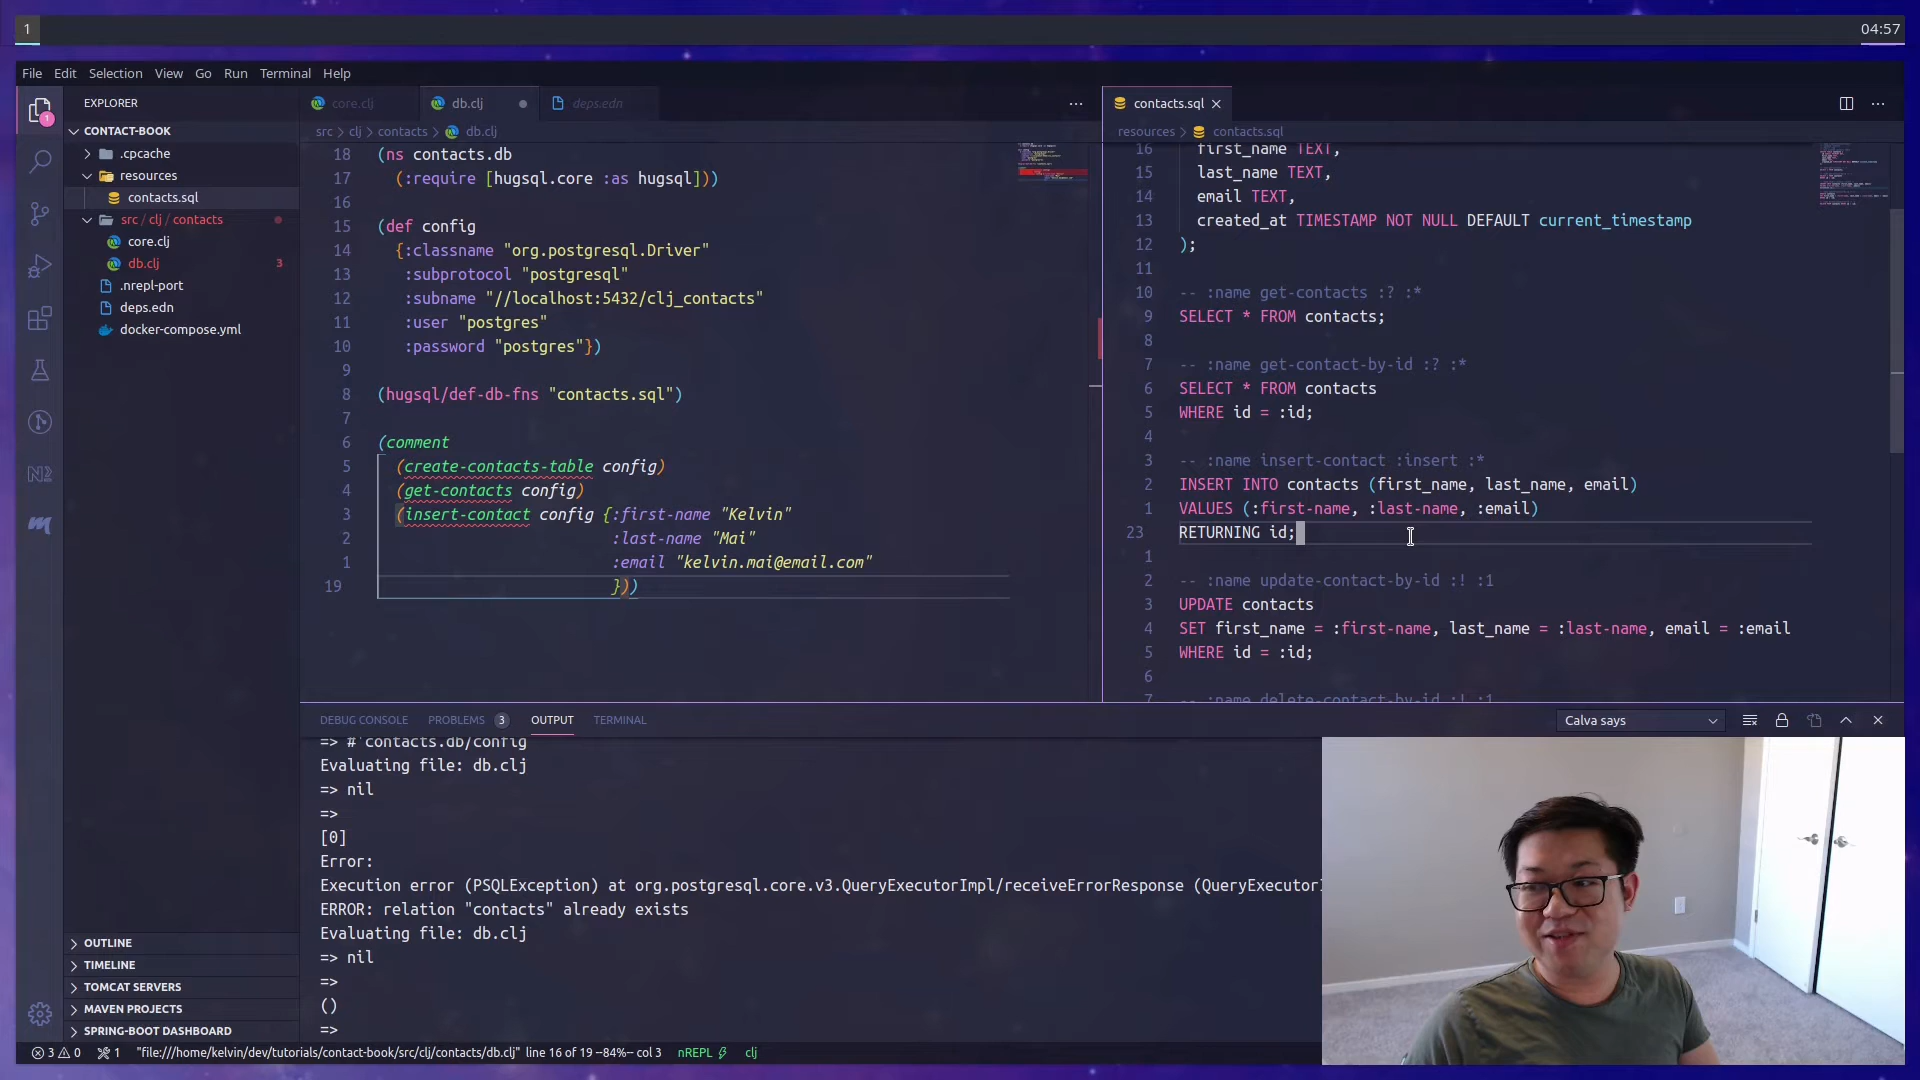 1
04:57
File Edit Selection View Go Run Terminal Help
EXPLORER
CONTACT-BOOK
.cpcache
resources
contacts.sql
src / clj / contacts
core.clj
db.clj 3
.nrepl-port
deps.edn
docker-compose.yml
OUTLINE
TIMELINE
TOMCAT SERVERS
MAVEN PROJECTS
SPRING-BOOT DASHBOARD
core.clj db.clj deps.edn
src > clj > contacts > db.clj
18 (ns contacts.db
17 (:require [hugsql.core :as hugsql]))
16
15 (def config
14 {:classname "org.postgresql.Driver"
13 :subprotocol "postgresql"
12 :subname "//localhost:5432/clj_contacts"
11 :user "postgres"
10 :password "postgres"})
9
8 (hugsql/def-db-fns "contacts.sql")
7
6 (comment
5 (create-contacts-table config)
4 (get-contacts config)
3 (insert-contact config {:first-name "Kelvin"
2 :last-name "Mai"
1 :email "kelvin.mai@email.com"
19 }))
contacts.sql
resources > contacts.sql
16 first_name TEXT,
15 last_name TEXT,
14 email TEXT,
13 created_at TIMESTAMP NOT NULL DEFAULT current_timestamp
12 );
11
10 -- :name get-contacts :? :*
9 SELECT * FROM contacts;
8
7 -- :name get-contact-by-id :? :*
6 SELECT * FROM contacts
5 WHERE id = :id;
4
3 -- :name insert-contact :insert :*
2 INSERT INTO contacts (first_name, last_name, email)
1 VALUES (:first-name, :last-name, :email)
23 RETURNING id;
1
2 -- :name update-contact-by-id :! :1
3 UPDATE contacts
4 SET first_name = :first-name, last_name = :last-name, email = :email
5 WHERE id = :id;
6
7 -- :name delete-contact-by-id :! :1
DEBUG CONSOLE PROBLEMS 3 OUTPUT TERMINAL
Calva says
=> #'contacts.db/config
Evaluating file: db.clj
=> nil
=>
[0]
Error:
Execution error (PSQLException) at org.postgresql.core.v3.QueryExecutorImpl/receiveErrorResponse (QueryExecutor
ERROR: relation "contacts" already exists
Evaluating file: db.clj
=> nil
=>
()
=>
3 0 1 "file:///home/kelvin/dev/tutorials/contact-book/src/clj/contacts/db.clj" line 16 of 19 --84%-- col 3 nREPL clj